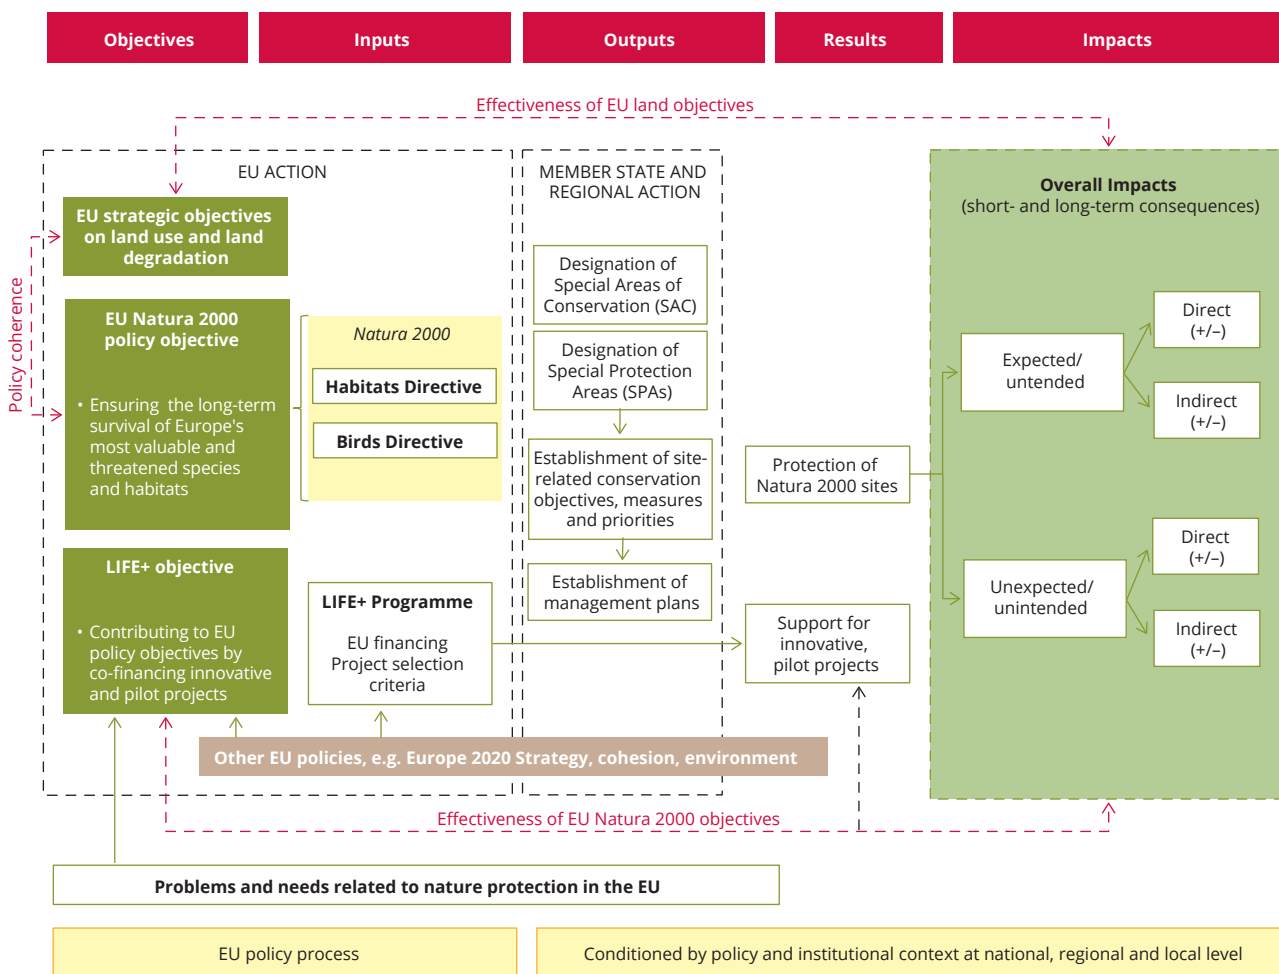 Objectives
Inputs
Outputs
Results
Impacts
Effectiveness of EU land objectives
EU ACTION
MEMBER STATE AND
REGIONAL ACTION
Overall Impacts
(short- and long-term consequences)
Policy coherence
EU strategic objectives
on land use and land
degradation
EU Natura 2000
policy objective
• Ensuring the long-term
survival of Europe's
most valuable and
threatened species
and habitats
Natura 2000
Habitats Directive
Birds Directive
Designation of
Special Areas of
Conservation (SAC)
Designation of
Special Protection
Areas (SPAs)
Establishment of site-
related conservation
objectives, measures
and priorities
Establishment of
management plans
Protection of
Natura 2000 sites
Expected/
untended
Direct
(+/–)
Indirect
(+/–)
Unexpected/
unintended
Direct
(+/–)
Indirect
(+/–)
LIFE+ objective
• Contributing to EU
policy objectives by
co-financing innovative
and pilot projects
LIFE+ Programme
EU financing
Project selection
criteria
Support for
innovative,
pilot projects
Other EU policies, e.g. Europe 2020 Strategy, cohesion, environment
Effectiveness of EU Natura 2000 objectives
Problems and needs related to nature protection in the EU
EU policy process
Conditioned by policy and institutional context at national, regional and local level